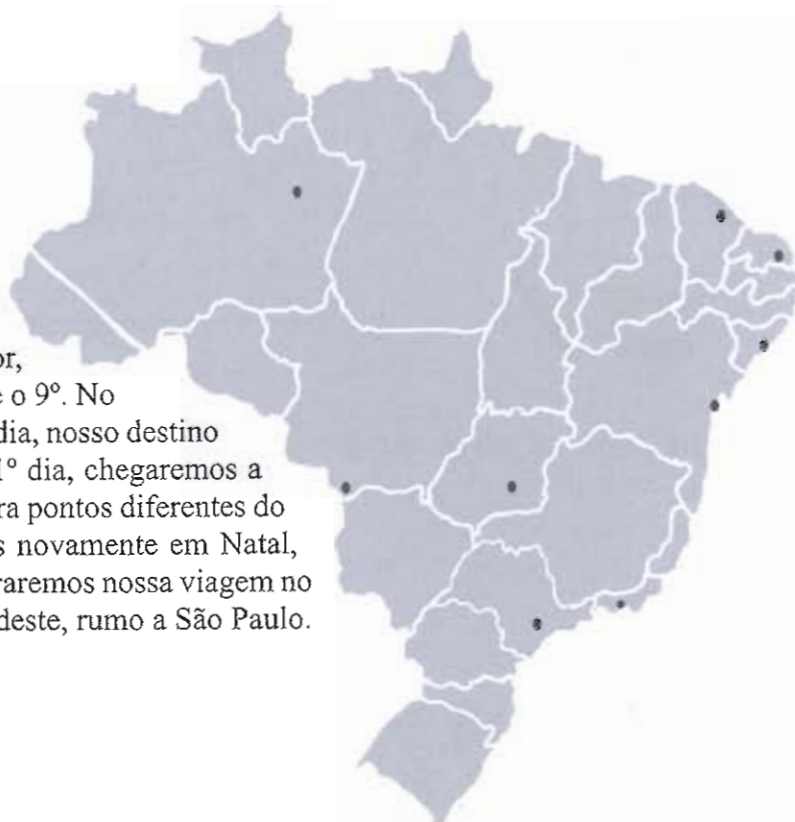 or,
e o 9º. No
dia, nosso destino
1º dia, chegaremos a
ra pontos diferentes do
s novamente em Natal,
raremos nossa viagem no
deste, rumo a São Paulo.